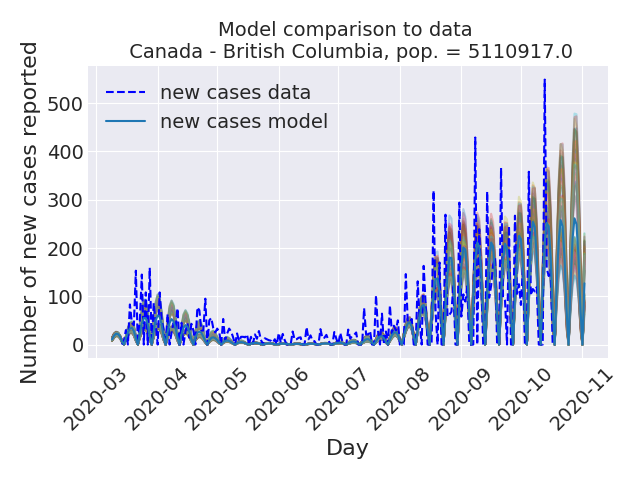 Model comparison to data
Canada - British Columbia, pop. = 5110917.0
Number of new cases reported
500
400
300
200
100
0
new cases data
new cases model
2020-03
2020-04
2020-05
2020-06
2020-07
2020-08
2020-09
2020-10
2020-11
Day